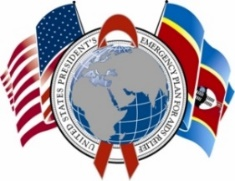 UNITED STATES PRESIDENT'S
EMERGENCY PLAN FOR AIDS RELIEF